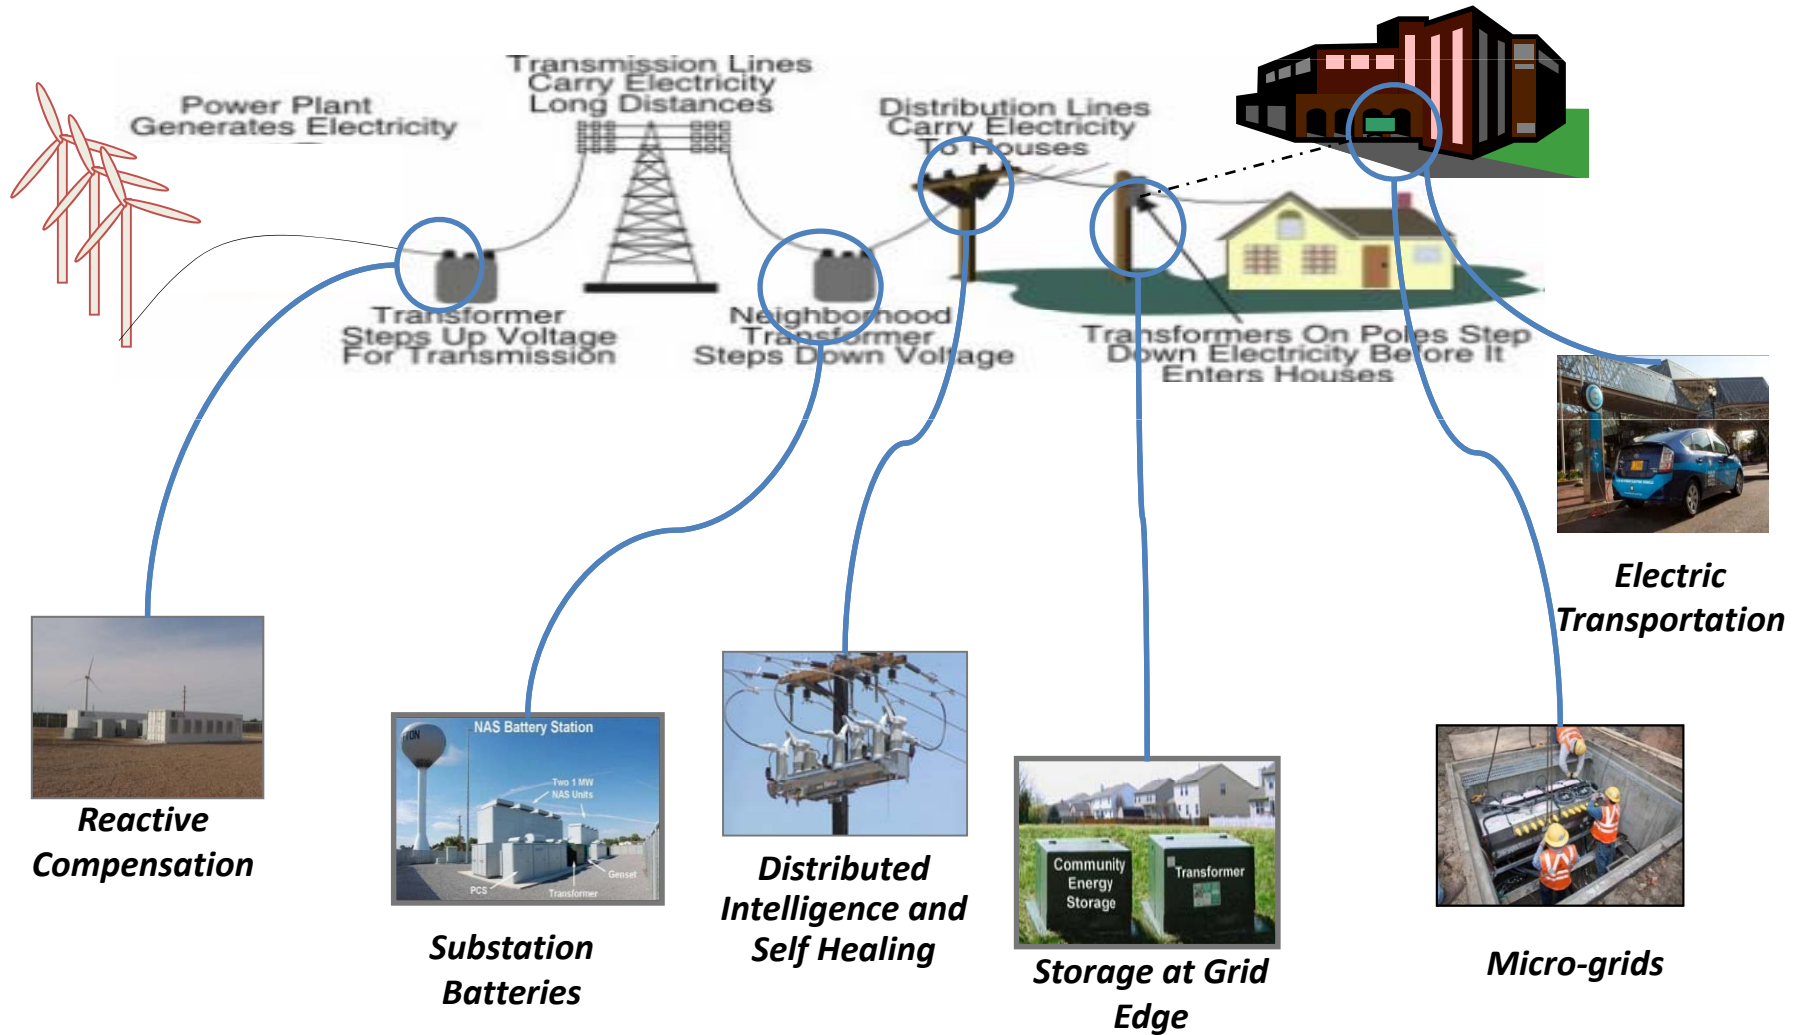 Power Plant
Generates Electricity
Transmission Lines
Carry Electricity
Long Distances
Distribution Lines
Carry Electricity
To Houses
Transformer
Steps Up Voltage
For Transmission
Neighborhood
Transformer
Steps Down Voltage
Transformers On Poles Step
Down Electricity Before It
Enters Houses
Electric
Transportation
Reactive
Compensation
TON
NAS Battery Station
Two 1 MW
NAS Units
PCS
Transformer
Genset
Substation
Batteries
Distributed
Intelligence and
Self Healing
Community
Energy
Storage
Transformer
Storage at Grid
Edge
Micro-grids